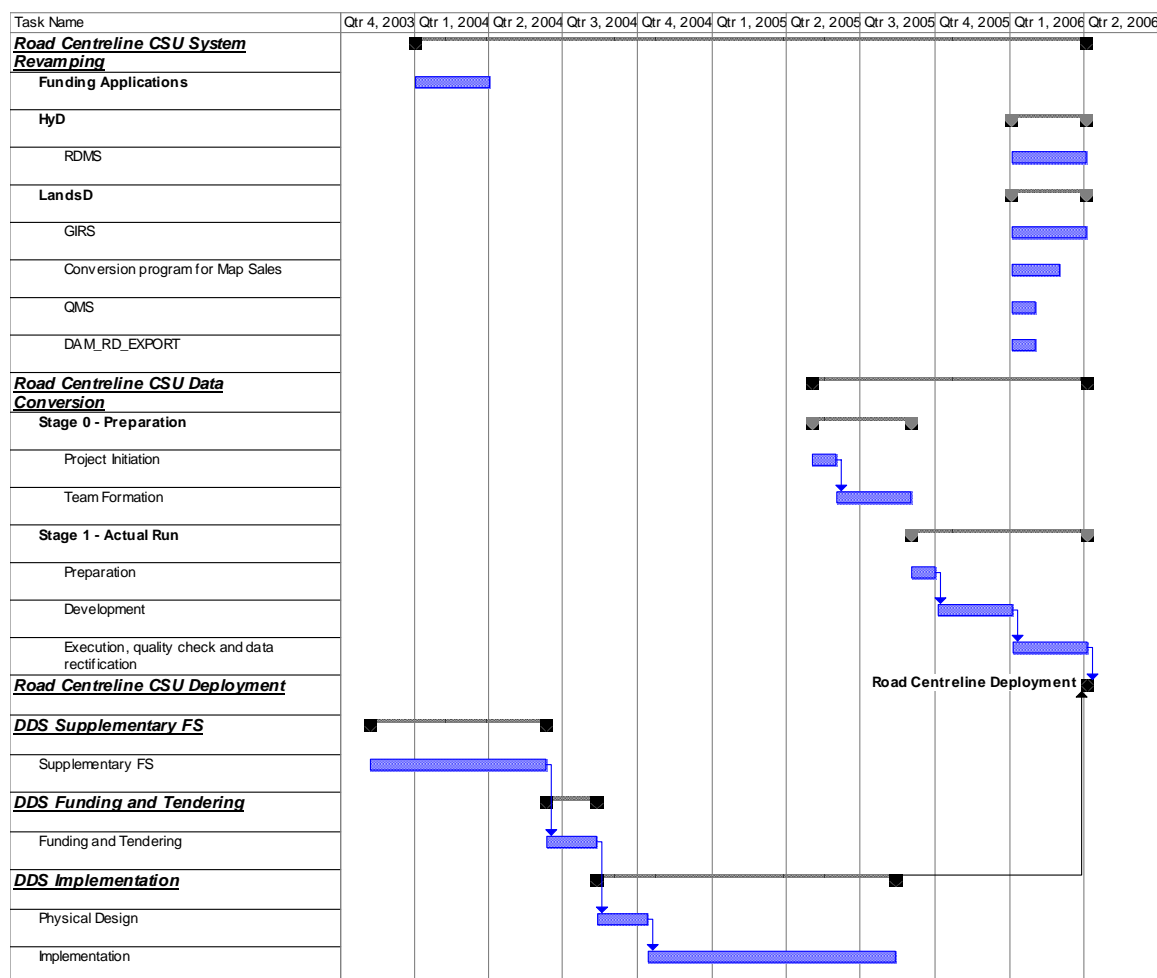 Task Name Qtr 4, 2003 Qtr 1, 2004 Qtr 2, 2004 Qtr 3, 2004 Qtr 4, 2004 Qtr 1, 2005 Qtr 2, 2005 Qtr 3, 2005 Qtr 4, 2005 Qtr 1, 2006 Qtr 2, 2006
Road Centreline CSU System
Revamping
Funding Applications
HyD
RDMS
LandsD
GIRS
Conversion program for Map Sales
QMS
DAM_RD_EXPORT
Road Centreline CSU Data
Conversion
Stage 0 - Preparation
Project Initiation
Team Formation
Stage 1 - Actual Run
Preparation
Development
Execution, quality check and data
rectification
Road Centreline CSU Deployment Road Centreline Deployment
DDS Supplementary FS
Supplementary FS
DDS Funding and Tendering
Funding and Tendering
DDS Implementation
Physical Design
Implementation